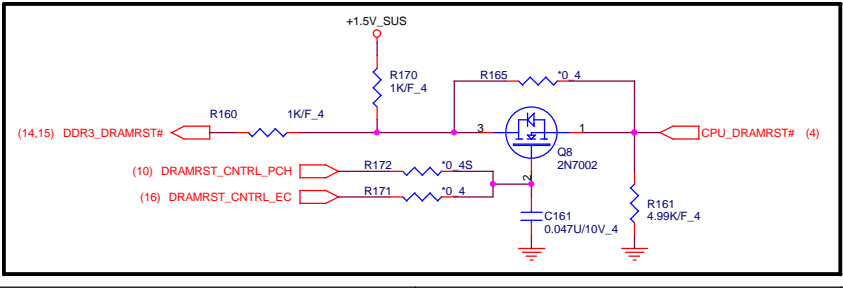 +1.5V_SUS
R170
1K/F_4
R165
*0_4
R160
1K/F_4
(14,15) DDR3_DRAMRST#
3
1
CPU_DRAMRST# (4)
Q8
2N7002
(10) DRAMRST_CNTRL_PCH
R172
*0_4S
2
(16) DRAMRST_CNTRL_EC
R171
*0_4
C161
0.047U/10V_4
R161
4.99K/F_4